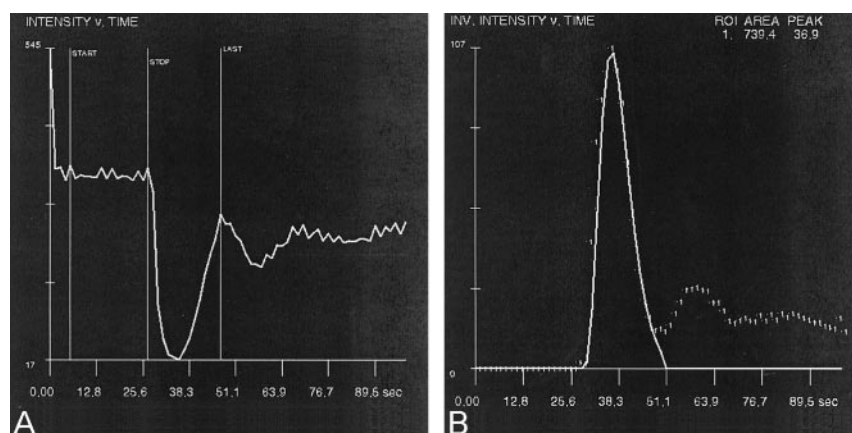 INTENSITY v. TIME
545
START
STOP
LAST
17
0.00 12.8 25.6 38.3 51.1 63.9 76.7 89.5 sec
A
INV. INTENSITY v. TIME
ROI AREA PEAK
1. 739.4 36.9
107
0
0.00 12.8 25.6 38.3 51.1 63.9 76.7 89.5 sec
B